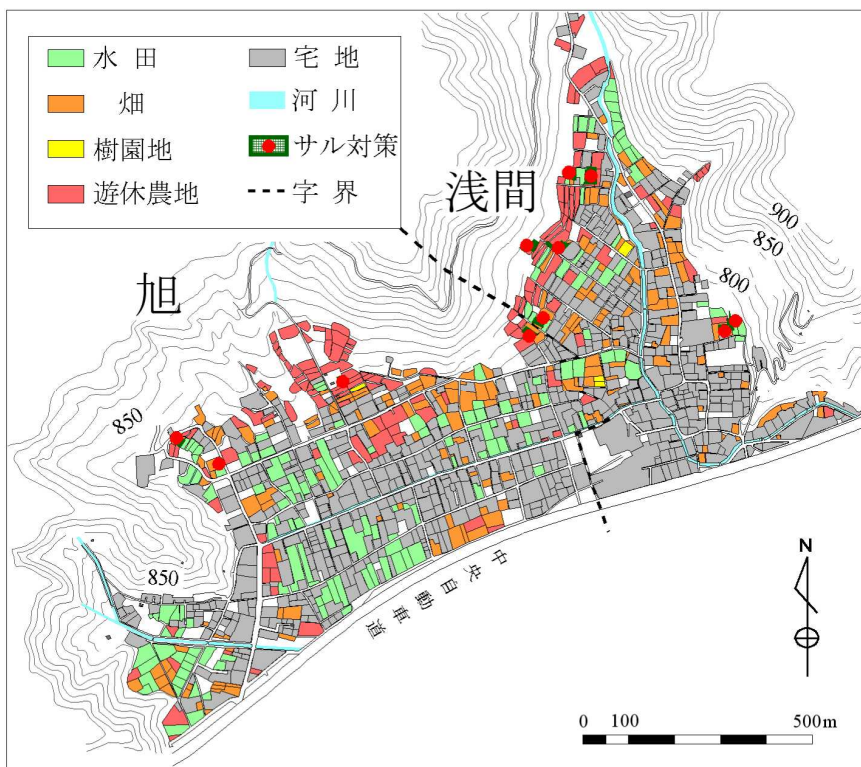 水 田
畑
樹園地
遊休農地
宅 地
河 川
サル対策
字 界
浅間
旭
900
850
800
850
850
中央自動車道
N
0 100 500m